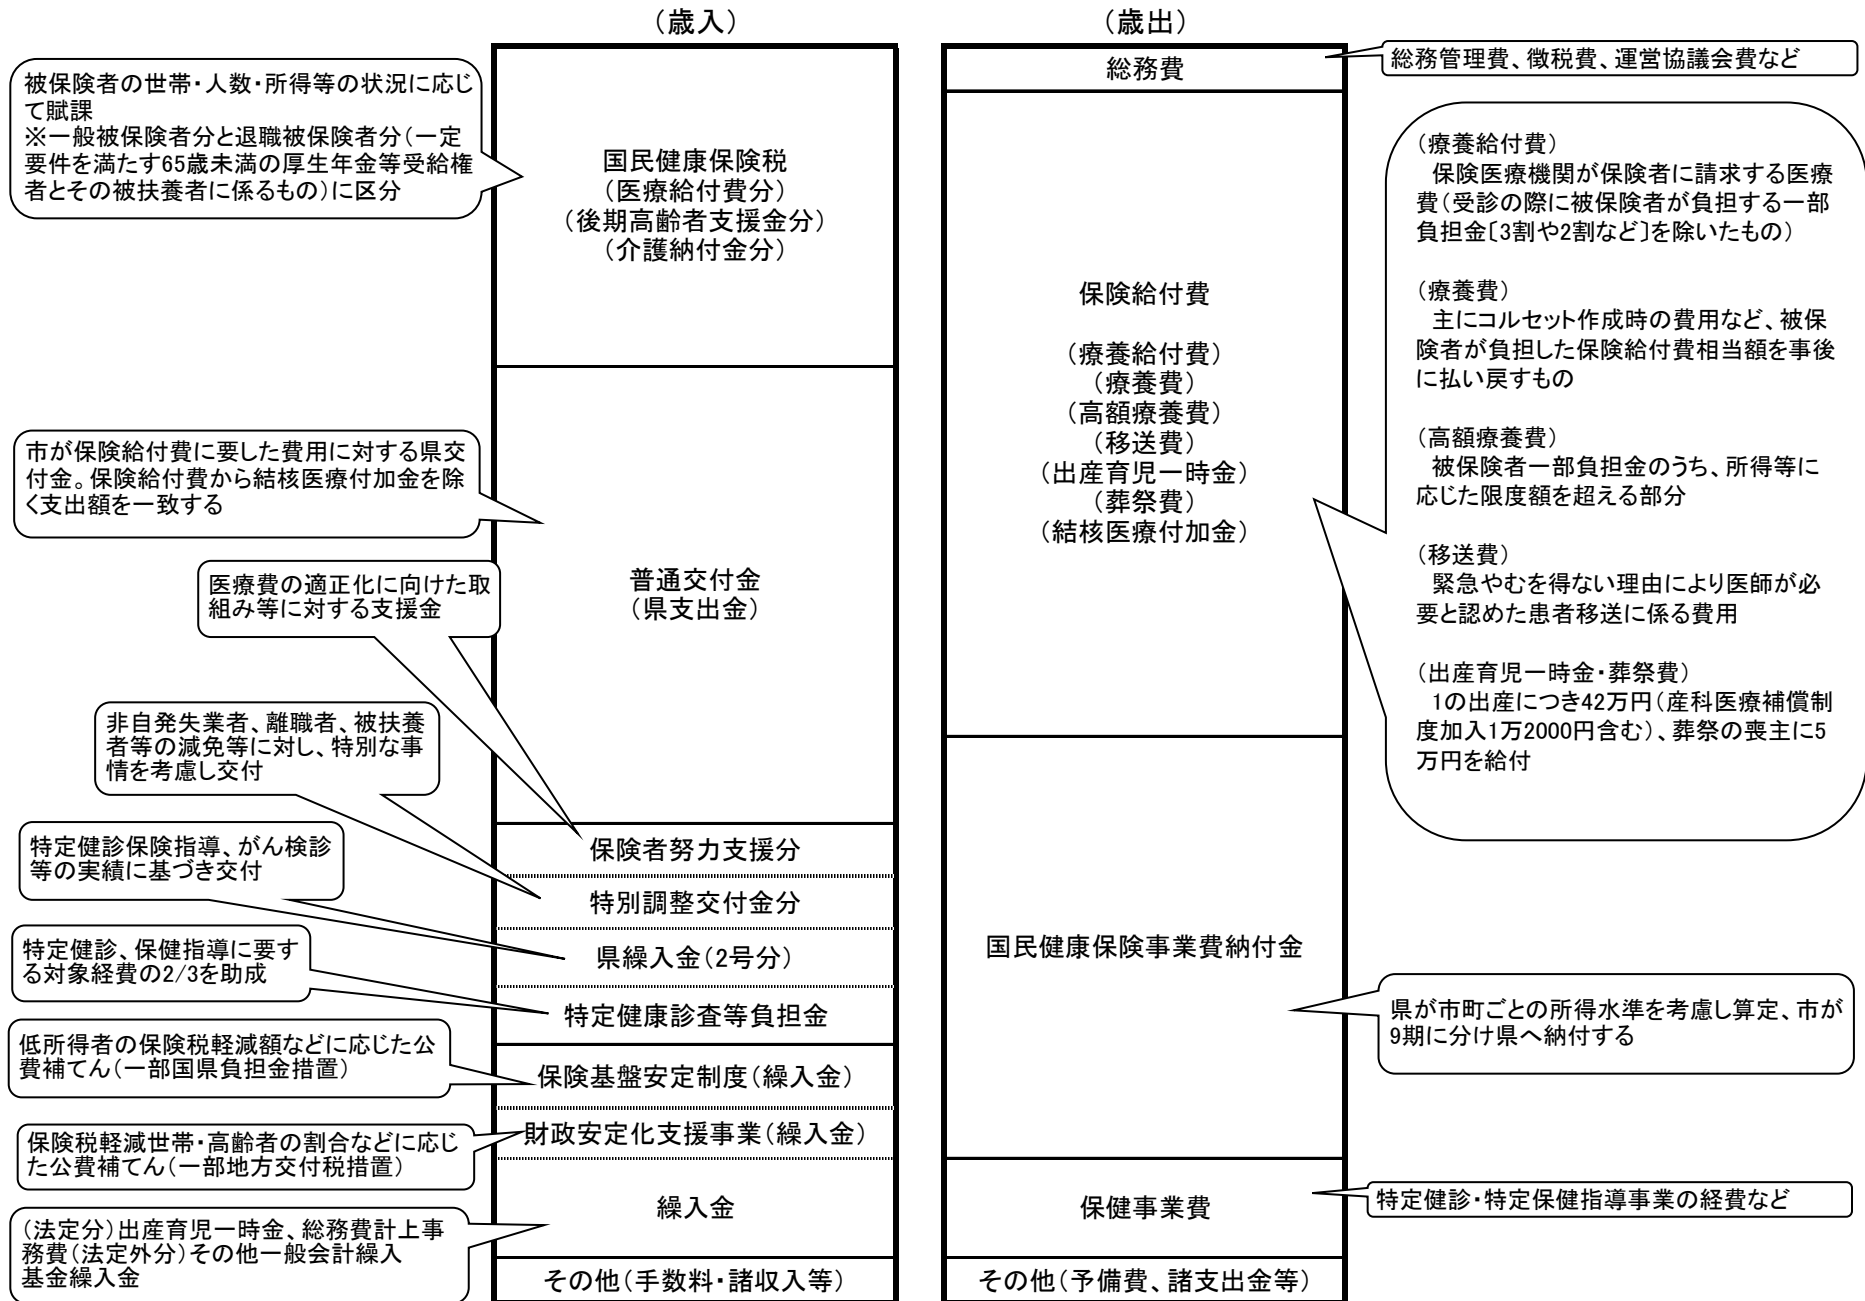 (歳入)
被保険者の世帯・人数・所得等の状況に応じ
て賦課
※一般被保険者分と退職被保険者分(一定
要件を満たす65歳未満の厚生年金等受給権
者とその被扶養者に係るもの)に区分
国民健康保険税
(医療給付費分)
(後期高齢者支援金分)
(介護納付金分)
市が保険給付費に要した費用に対する県交
付金。保険給付費から結核医療付加金を除
く支出額を一致する
普通交付金
(県支出金)
医療費の適正化に向けた取
組み等に対する支援金
保険者努力支援分
非自発失業者、離職者、被扶養
者等の減免等に対し、特別な事
情を考慮し交付
特別調整交付金分
特定健診保険指導、がん検診
等の実績に基づき交付
県繰入金(2号分)
特定健診、保健指導に要す
る対象経費の2/3を助成
特定健康診査等負担金
低所得者の保険税軽減額などに応じた公
費補てん(一部国県負担金措置)
保険基盤安定制度(繰入金)
保険税軽減世帯・高齢者の割合などに応じ
た公費補てん(一部地方交付税措置)
財政安定化支援事業(繰入金)
(法定分)出産育児一時金、総務費計上事
務費(法定外分)その他一般会計繰入
基金繰入金
繰入金
その他(手数料・諸収入等)
(歳出)
総務費
総務管理費、徴税費、運営協議会費など
保険給付費
(療養給付費)
(療養費)
(高額療養費)
(移送費)
(出産育児一時金)
(葬祭費)
(結核医療付加金)
(療養給付費)
保険医療機関が保険者に請求する医療
費(受診の際に被保険者が負担する一部
負担金〔3割や2割など〕を除いたもの)
(療養費)
主にコルセット作成時の費用など、被保
険者が負担した保険給付費相当額を事後
に払い戻すもの
(高額療養費)
被保険者一部負担金のうち、所得等に
応じた限度額を超える部分
(移送費)
緊急やむを得ない理由により医師が必
要と認めた患者移送に係る費用
(出産育児一時金・葬祭費)
1の出産につき42万円(産科医療補償制
度加入1万2000円含む)、葬祭の喪主に5
万円を給付
国民健康保険事業費納付金
県が市町ごとの所得水準を考慮し算定、市が
9期に分け県へ納付する
保健事業費
特定健診・特定保健指導事業の経費など
その他(予備費、諸支出金等)